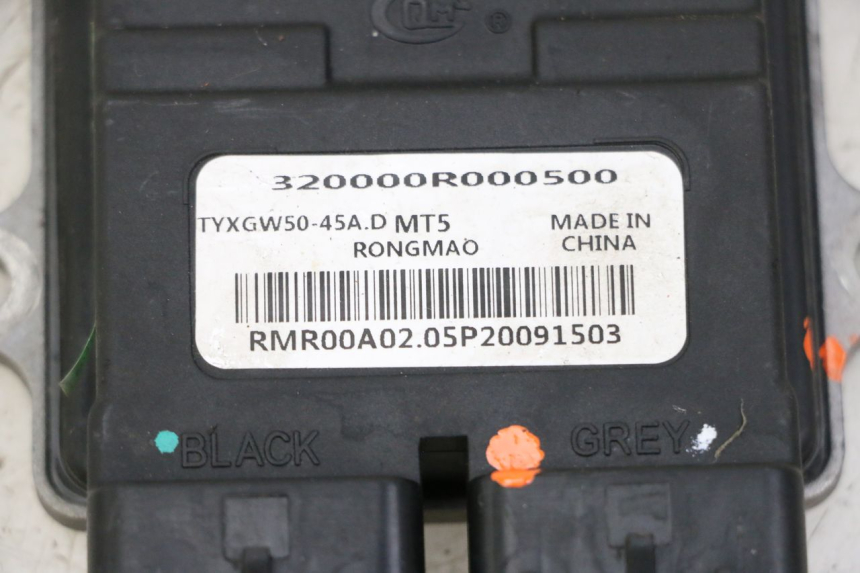 ®
320000R000500
TYXGW50-45A.D MT5 MADE IN
RONGMAO CHINA
RMR00A02.05P20091503
BLACK GREY